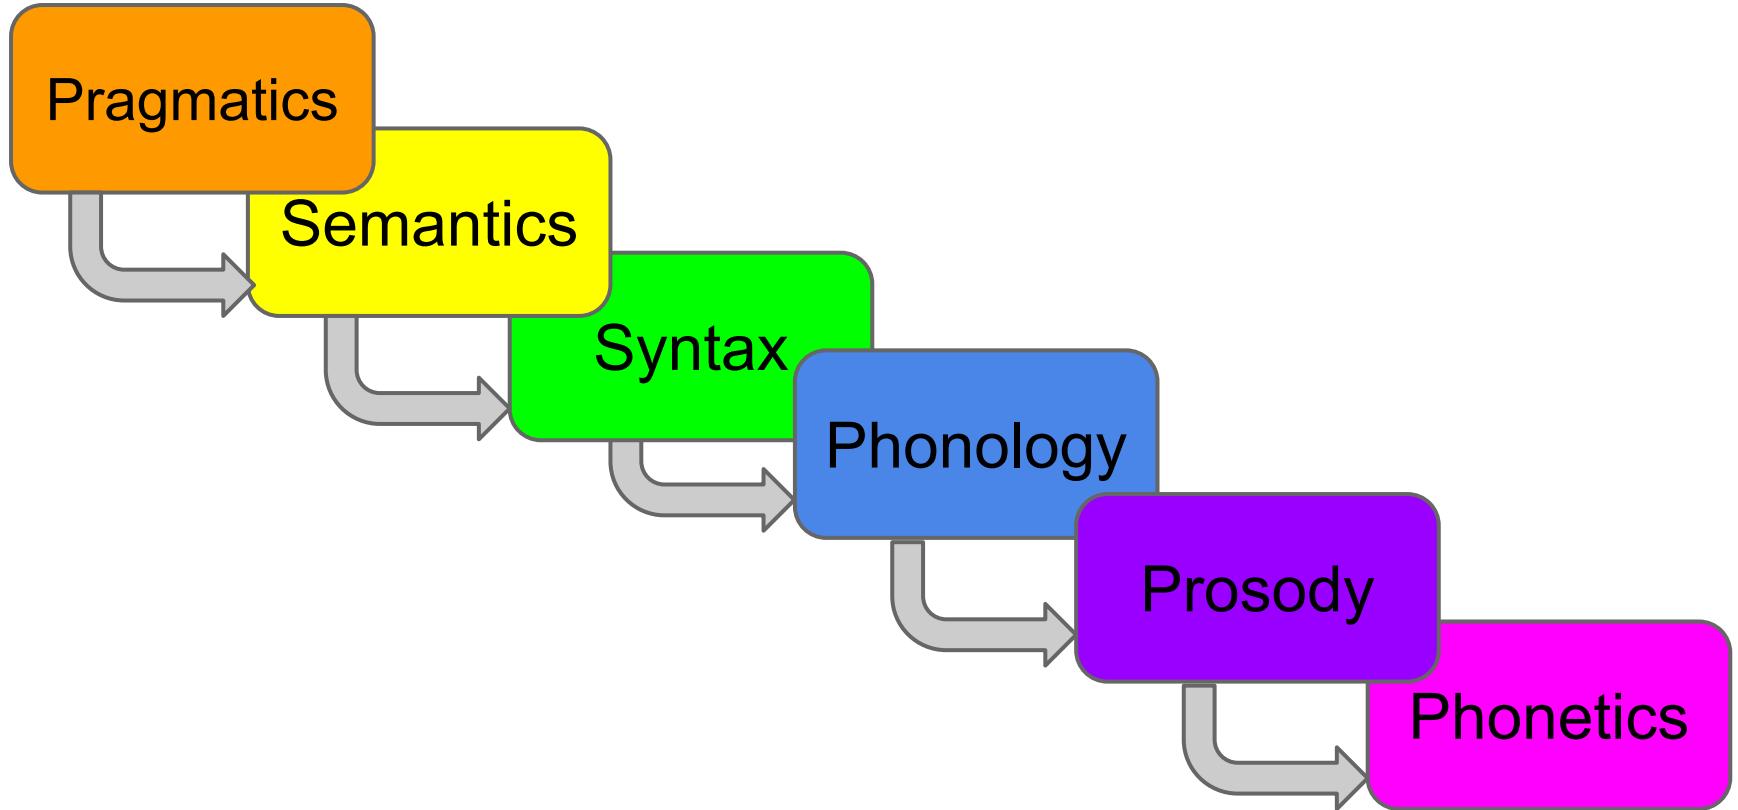 Pragmatics
Semantics
Syntax
Phonology
Prosody
Phonetics